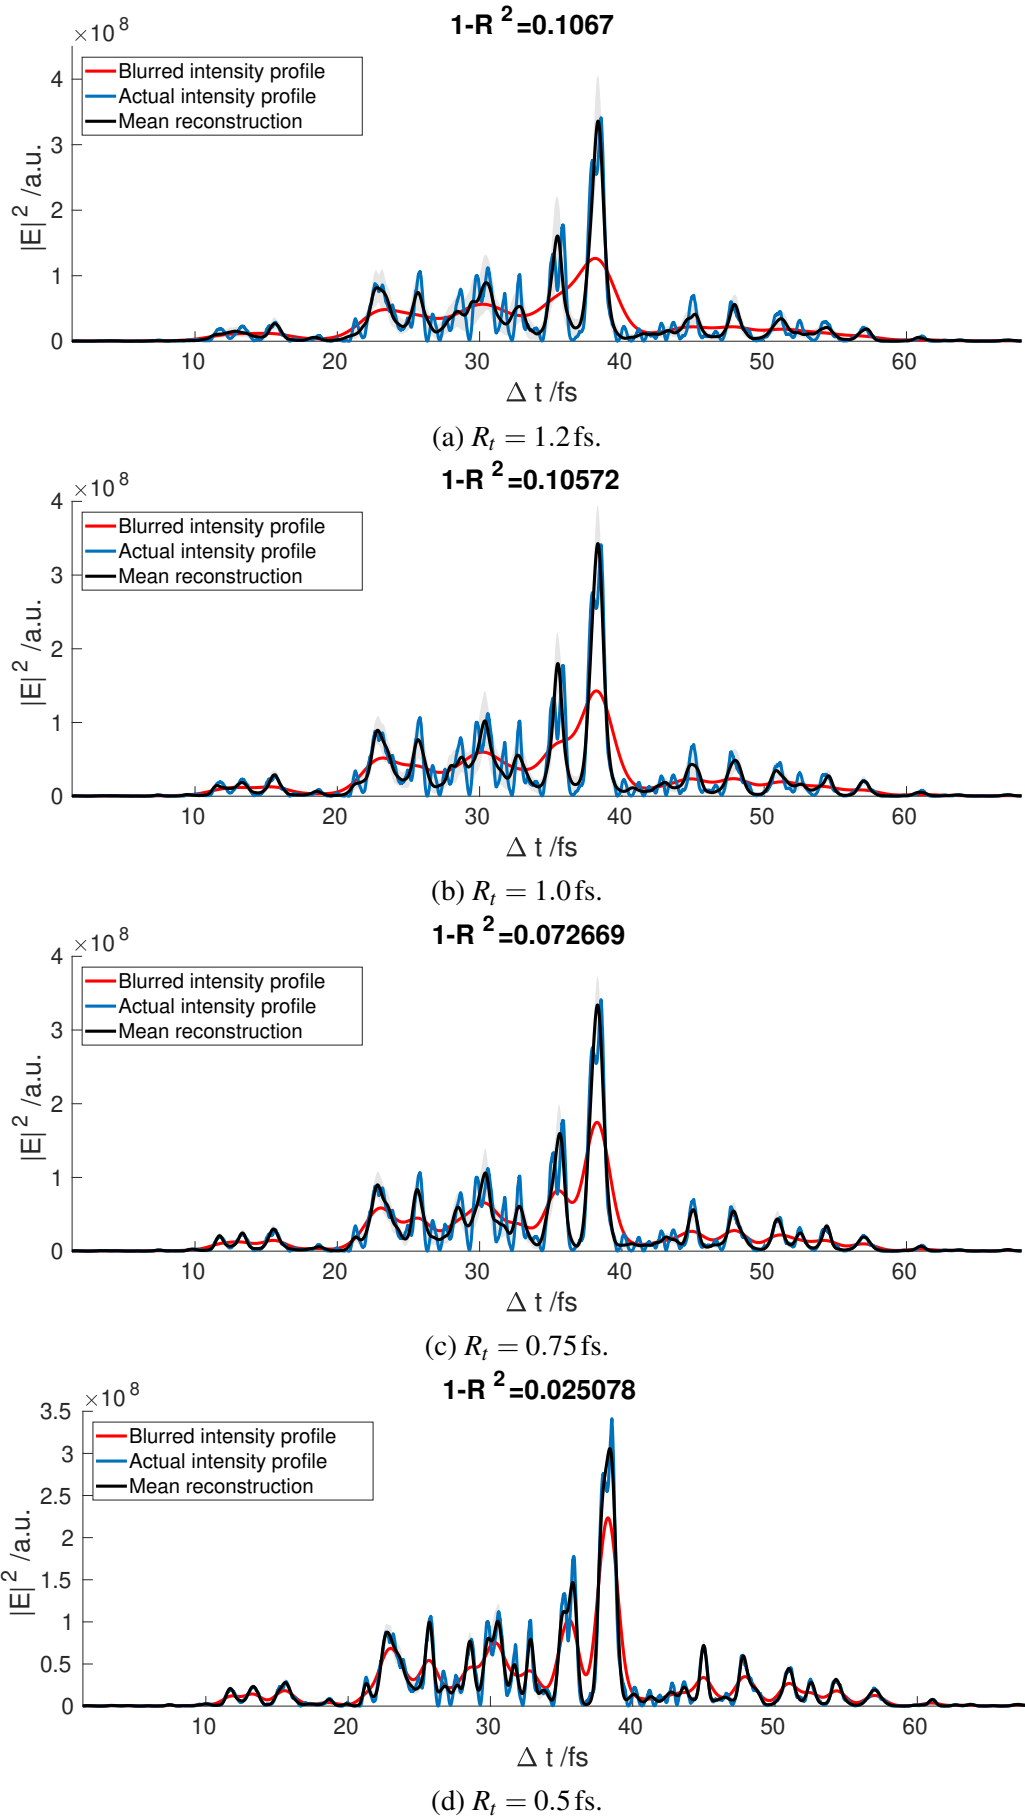 1-R 2=0.1067
×10 8
Blurred intensity profile
Actual intensity profile
Mean reconstruction
4
3
2
1
0
|E| 2 /a.u.
10 20 30 40 50 60
Δ t /fs
(a) Rt = 1.2 fs.
1-R 2=0.10572
×10 8
Blurred intensity profile
Actual intensity profile
Mean reconstruction
4
3
2
1
0
|E| 2 /a.u.
10 20 30 40 50 60
Δ t /fs
(b) Rt = 1.0 fs.
1-R 2=0.072669
×10 8
Blurred intensity profile
Actual intensity profile
Mean reconstruction
4
3
2
1
0
|E| 2 /a.u.
10 20 30 40 50 60
Δ t /fs
(c) Rt = 0.75 fs.
1-R 2=0.025078
×10 8
Blurred intensity profile
Actual intensity profile
Mean reconstruction
3.5
3
2.5
2
1.5
1
0.5
0
|E| 2 /a.u.
10 20 30 40 50 60
Δ t /fs
(d) Rt = 0.5 fs.